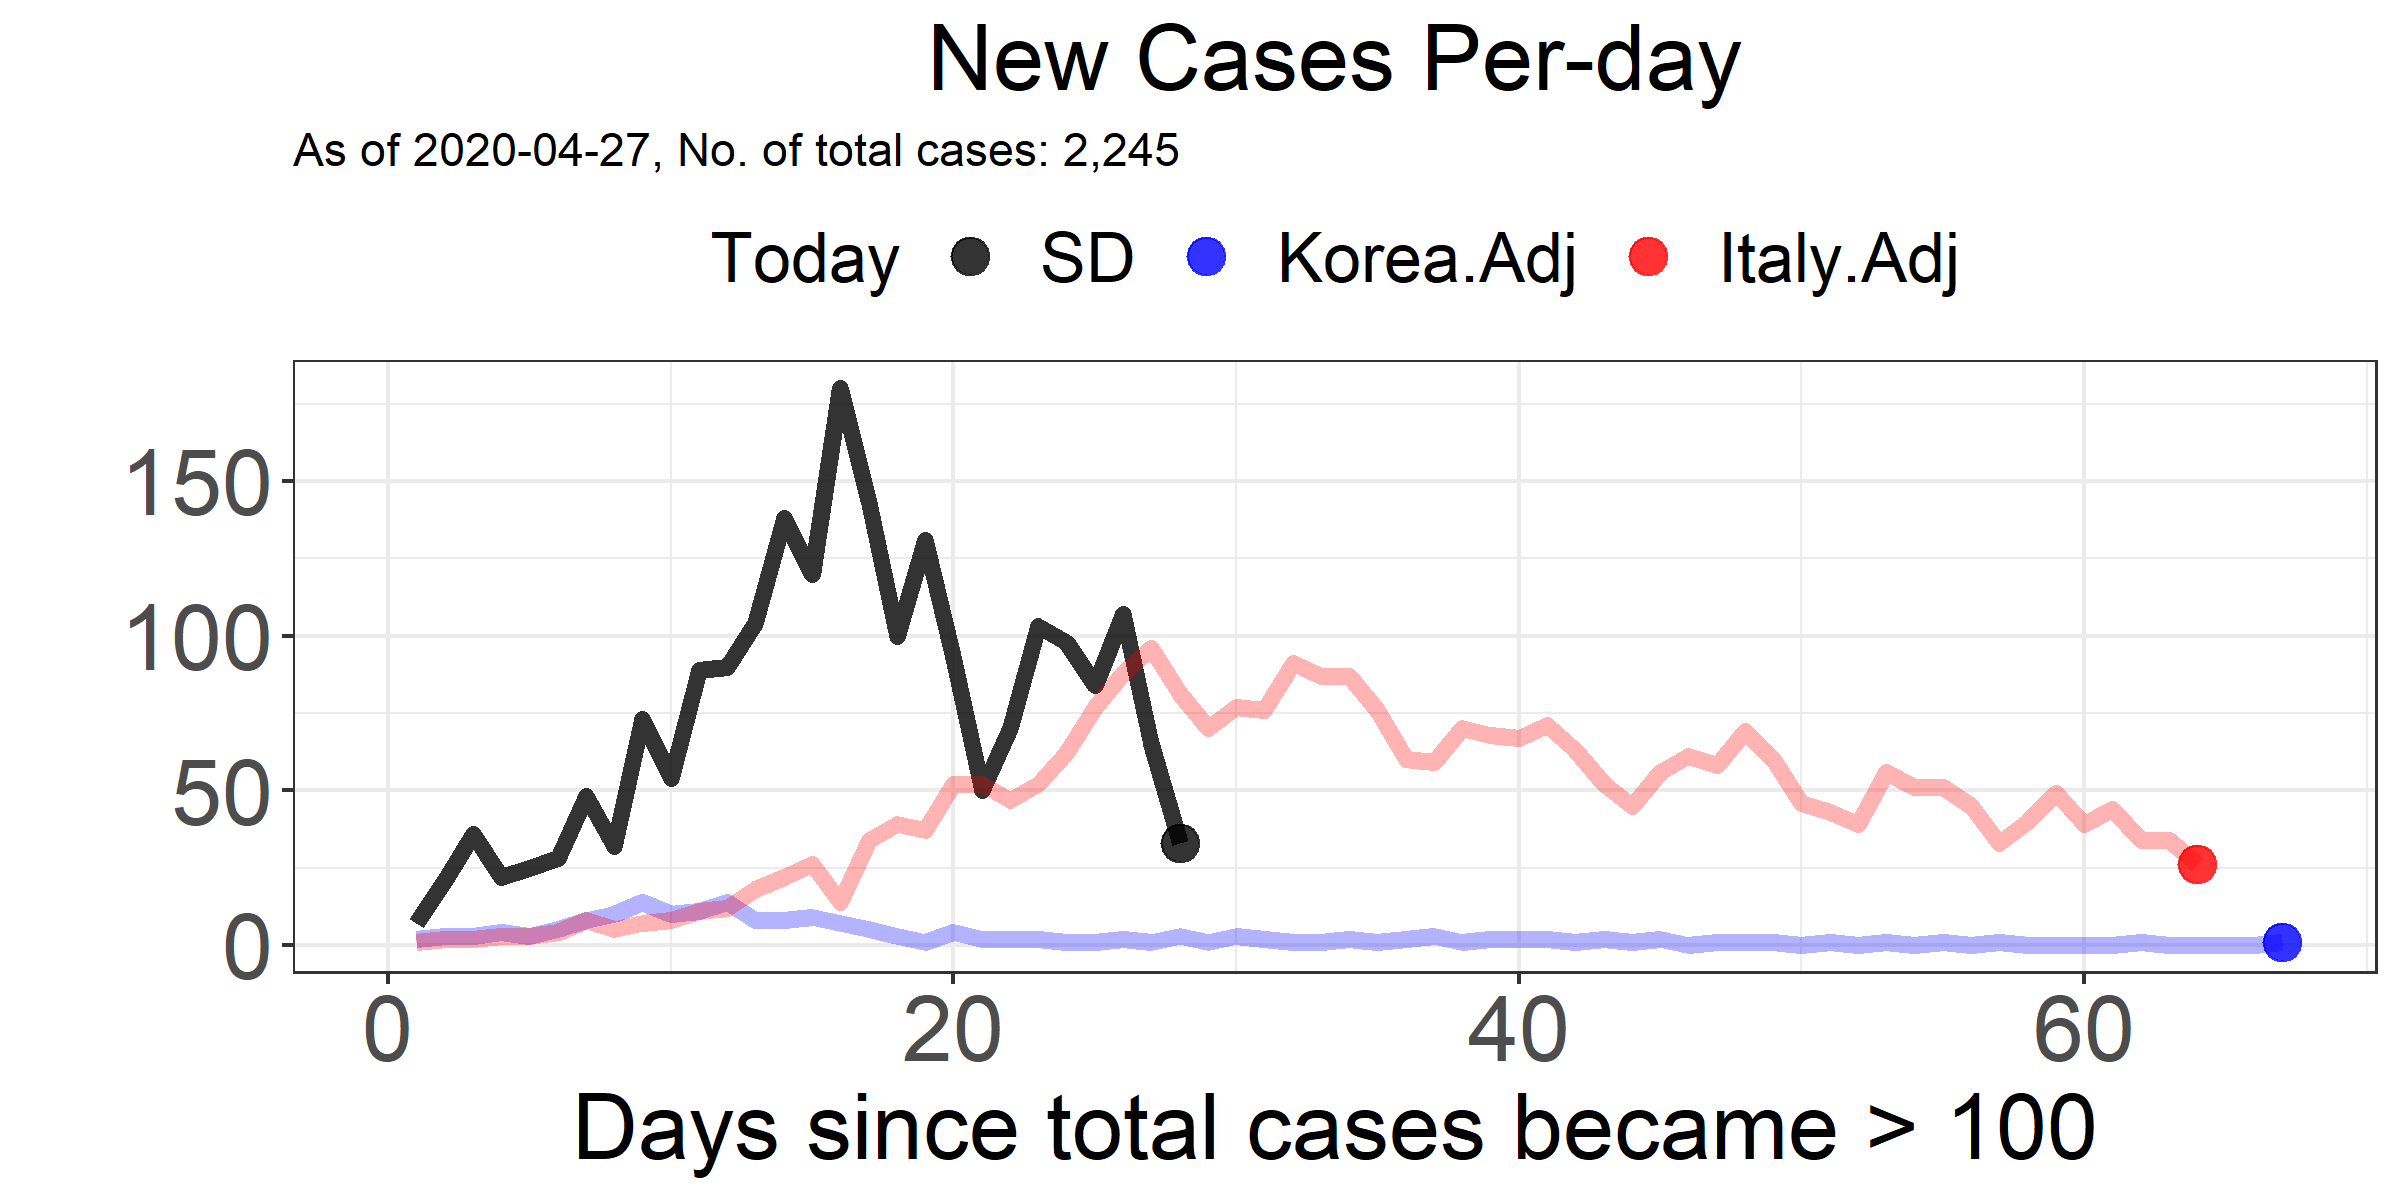 New Cases Per-day
As of 2020-04-27, No. of total cases: 2,245
Today SD Korea.Adj Italy.Adj
150
100
50
0
0 20 40 60
Days since total cases became > 100